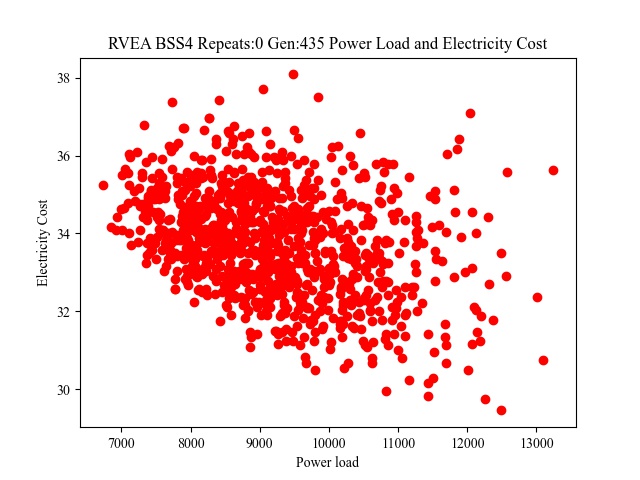 RVEA BSS4 Repeats:0 Gen:435 Power Load and Electricity Cost
38
36
34
32
30
Electricity Cost
7000 8000 9000 10000 11000 12000 13000
Power load